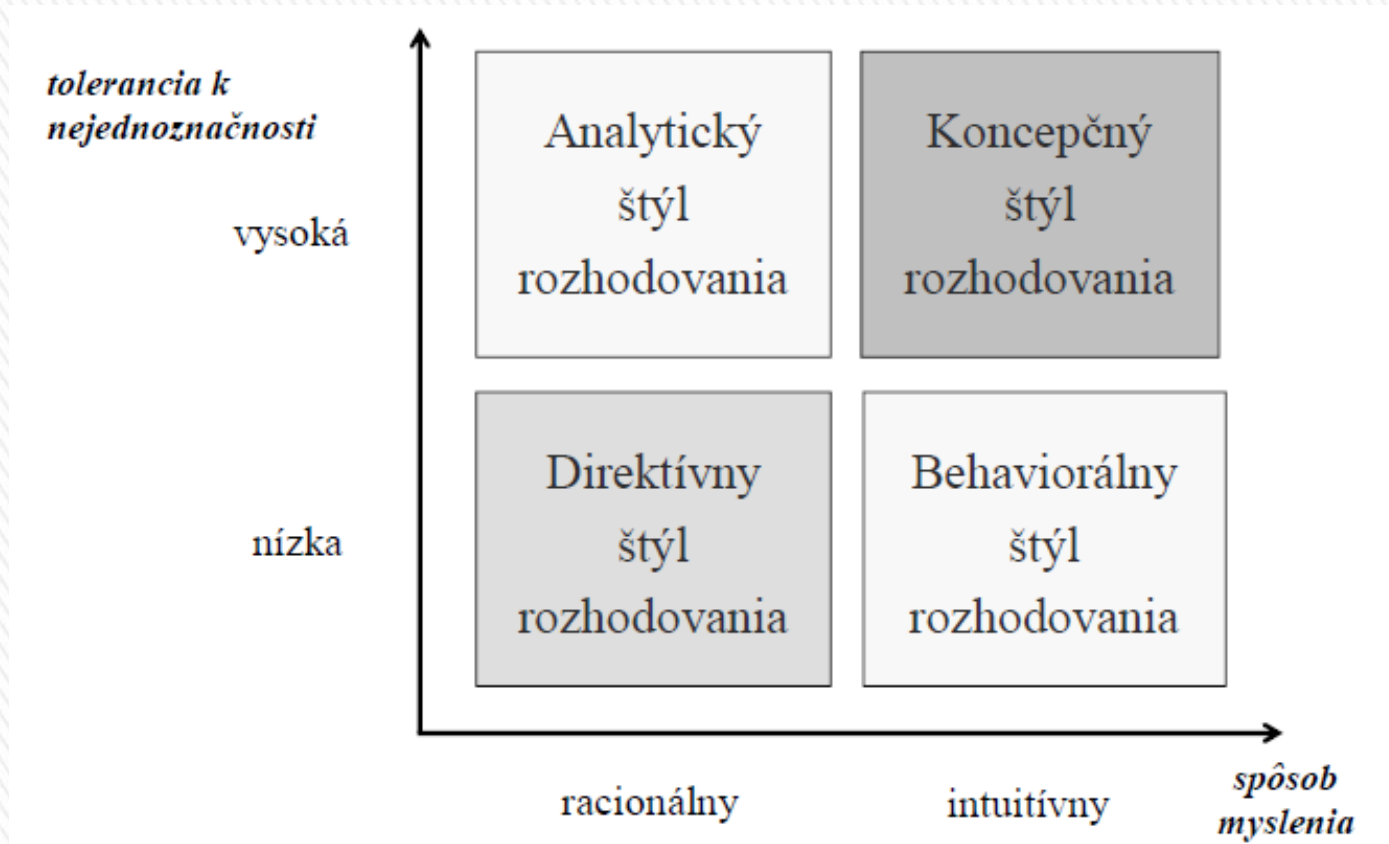 tolerancia k
nejednoznačnosti
vysoká
Analytický
štýl
rozhodovania
Koncepčný
štýl
rozhodovania
nízka
Direktívny
štýl
rozhodovania
Behaviorálny
štýl
rozhodovania
racionálny
intuitívny
spôsob
myslenia